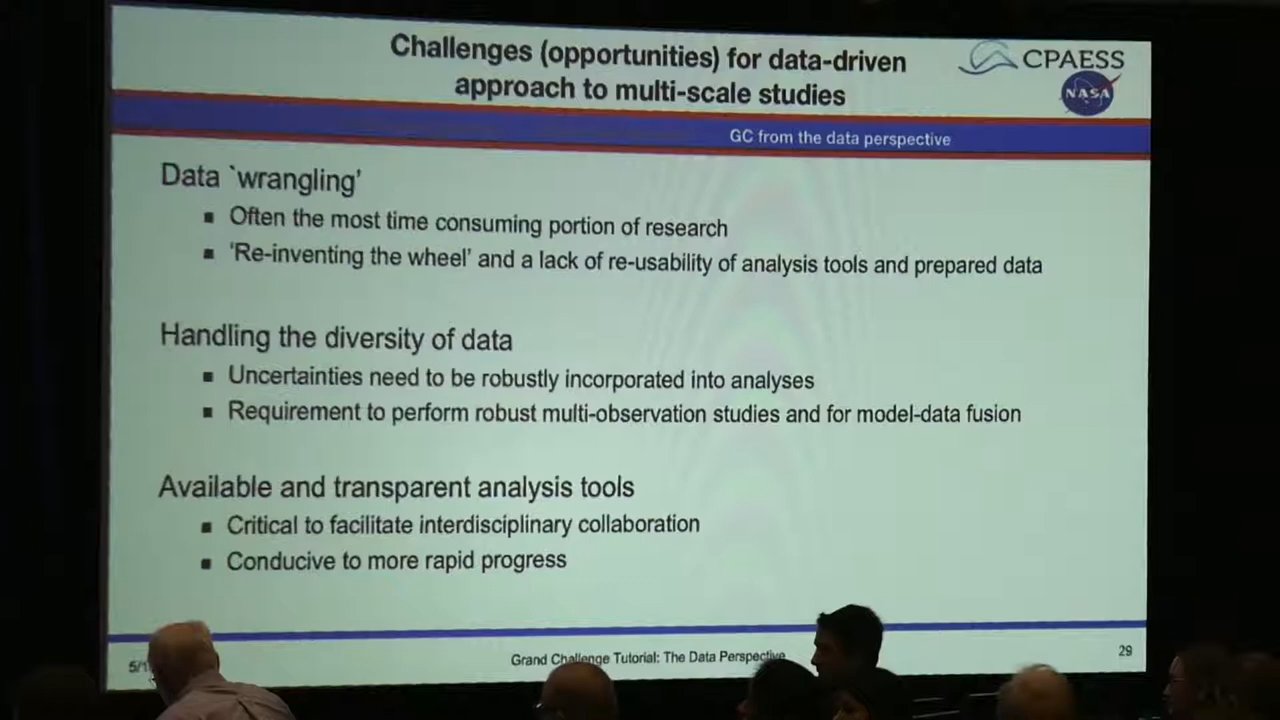 Challenges (opportunities) for data-driven
approach to multi-scale studies
CPAESS
NASA
GC from the data perspective
Data `wrangling'
Often the most time consuming portion of research
'Re-inventing the wheel' and a lack of re-usability of analysis tools and prepared data
Handling the diversity of data
Uncertainties need to be robustly incorporated into analyses
Requirement to perform robust multi-observation studies and for model-data fusion
Available and transparent analysis tools
Critical to facilitate interdisciplinary collaboration
Conducive to more rapid progress
Grand Challenge Tutorial: The Data Perspective
29